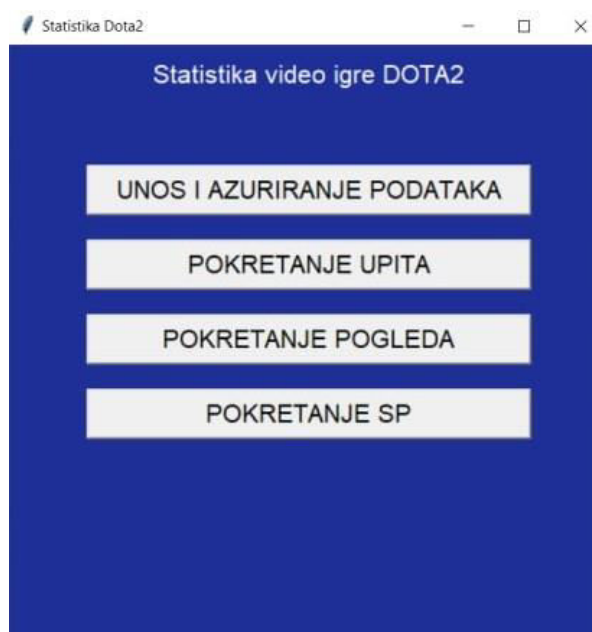 Statistika Dota2
Statistika video igre DOTA2
UNOS I AZURIRANJE PODATAKA
POKRETANJE UPITA
POKRETANJE POGLEDA
POKRETANJE SP